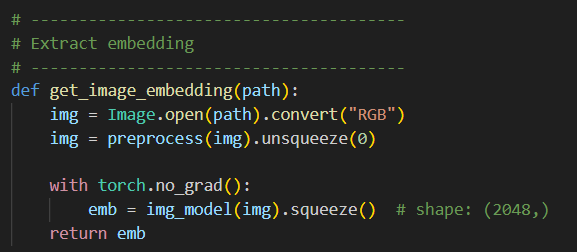 # ---------------------------------------
# Extract embedding
# ---------------------------------------
def get_image_embedding(path):
    img = Image.open(path).convert("RGB")
    img = preprocess(img).unsqueeze(0)

    with torch.no_grad():
        emb = img_model(img).squeeze()  # shape: (2048,)
    return emb